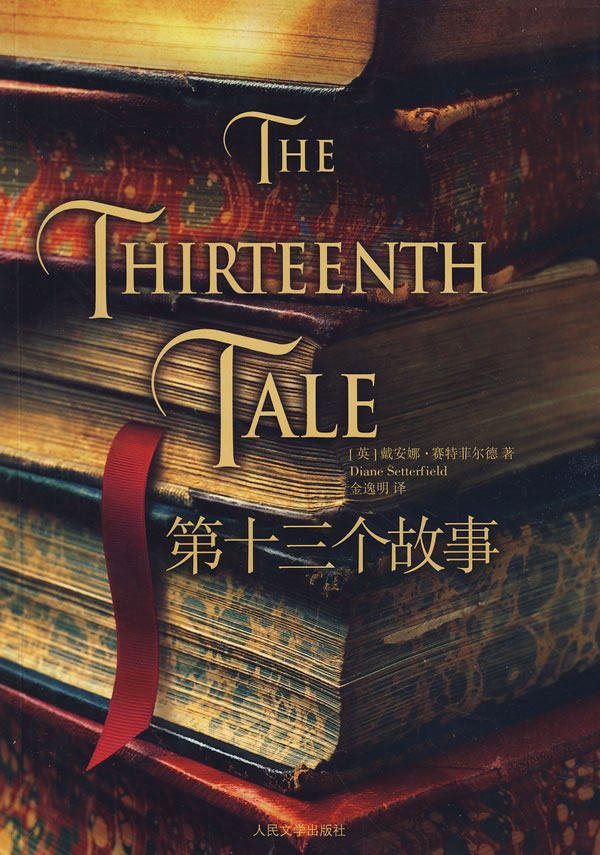 THE
THIRTEENTH
TALE
[英]戴安娜·赛特菲尔德 著
Diane Setterfield
金逸明 译
第十三个故事
人民文学出版社